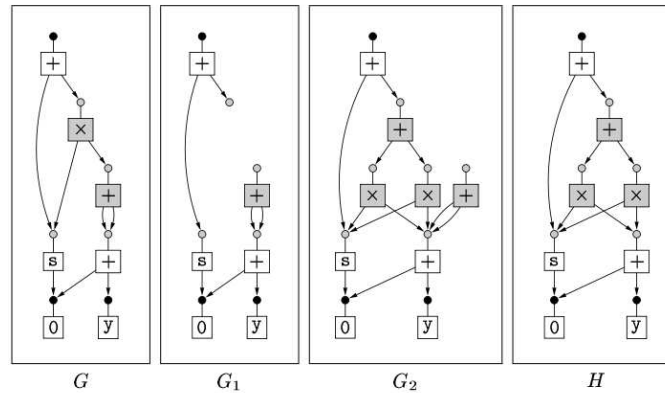 + + + +
× + +
+ × × + × ×
s + s + s + s +
0 y 0 y 0 y 0 y
G G₁ G₂ H